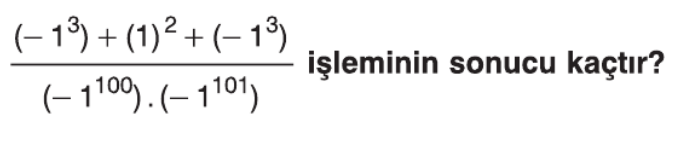 (– 1³) + (1)² + (– 1³)
işleminin sonucu kaçtır?
(– 1¹⁰⁰) . (– 1¹⁰¹)